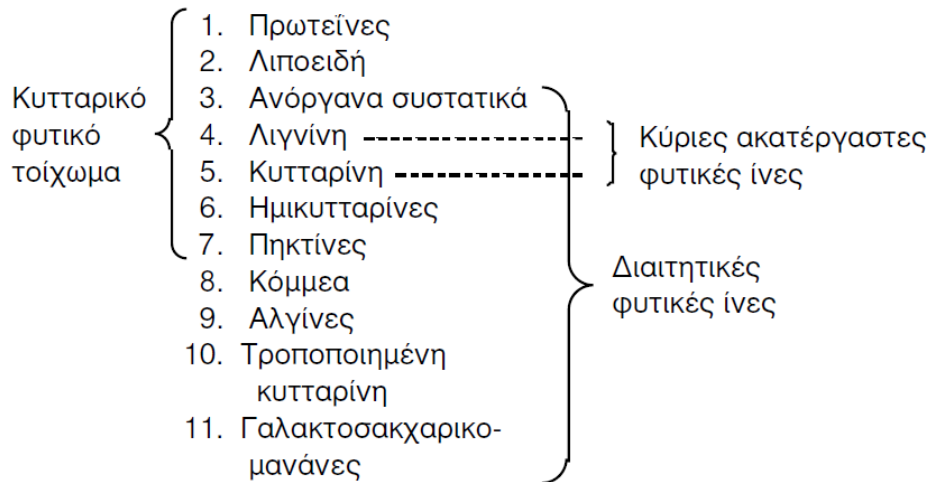 Κυτταρικό
φυτικό
τοίχωμα
1. Πρωτεΐνες
2. Λιποειδή
3. Ανόργανα συστατικά
4. Λιγνίνη
5. Κυτταρίνη
6. Ημικυτταρίνες
7. Πηκτίνες
8. Κόμμεα
9. Αλγίνες
10. Τροποποιημένη
κυτταρίνη
11. Γαλακτοσακχαρικο-
μανάνες
Κύριες ακατέργαστες
φυτικές ίνες
Διαιτητικές
φυτικές ίνες